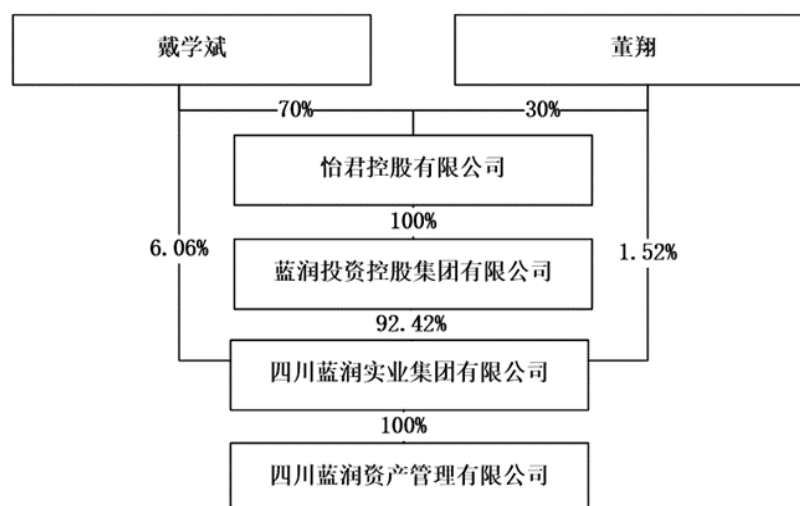 戴学斌
董翔
70%
30%
怡君控股有限公司
100%
6.06%
1.52%
蓝润投资控股集团有限公司
92.42%
四川蓝润实业集团有限公司
100%
四川蓝润资产管理有限公司